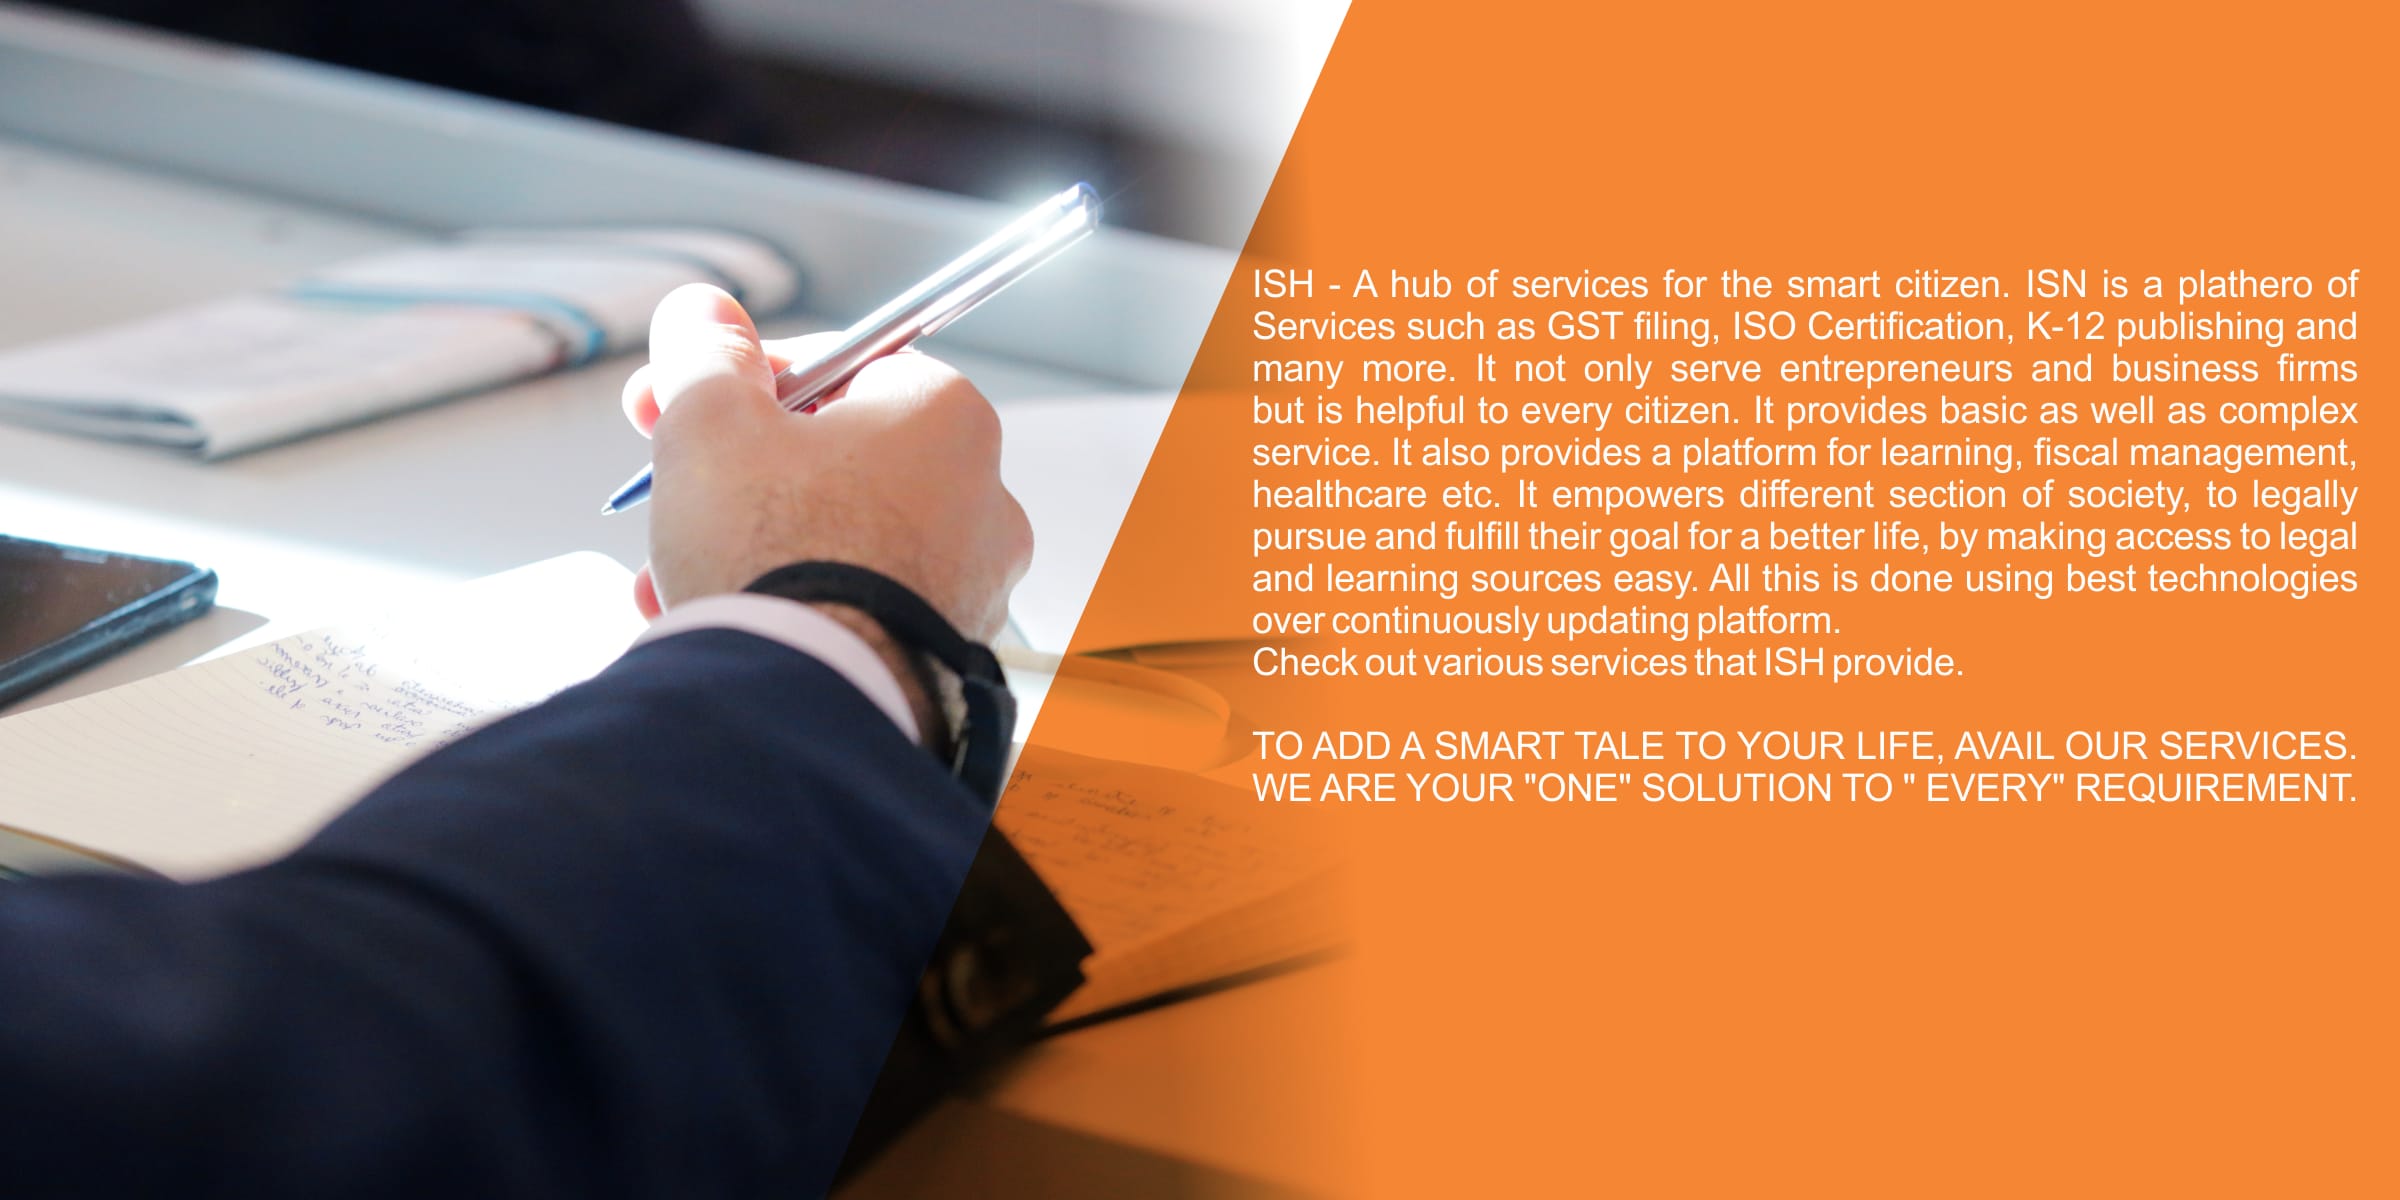 ISH - A hub of services for the smart citizen. ISN is a plathero of
Services such as GST filing, ISO Certification, K-12 publishing and
many more. It not only serve entrepreneurs and business firms
but is helpful to every citizen. It provides basic as well as complex
service. It also provides a platform for learning, fiscal management,
healthcare etc. It empowers different section of society, to legally
pursue and fulfill their goal for a better life, by making access to legal
and learning sources easy. All this is done using best technologies
over continuously updating platform.
Check out various services that ISH provide.
TO ADD A SMART TALE TO YOUR LIFE, AVAIL OUR SERVICES.
WE ARE YOUR "ONE" SOLUTION TO " EVERY" REQUIREMENT.